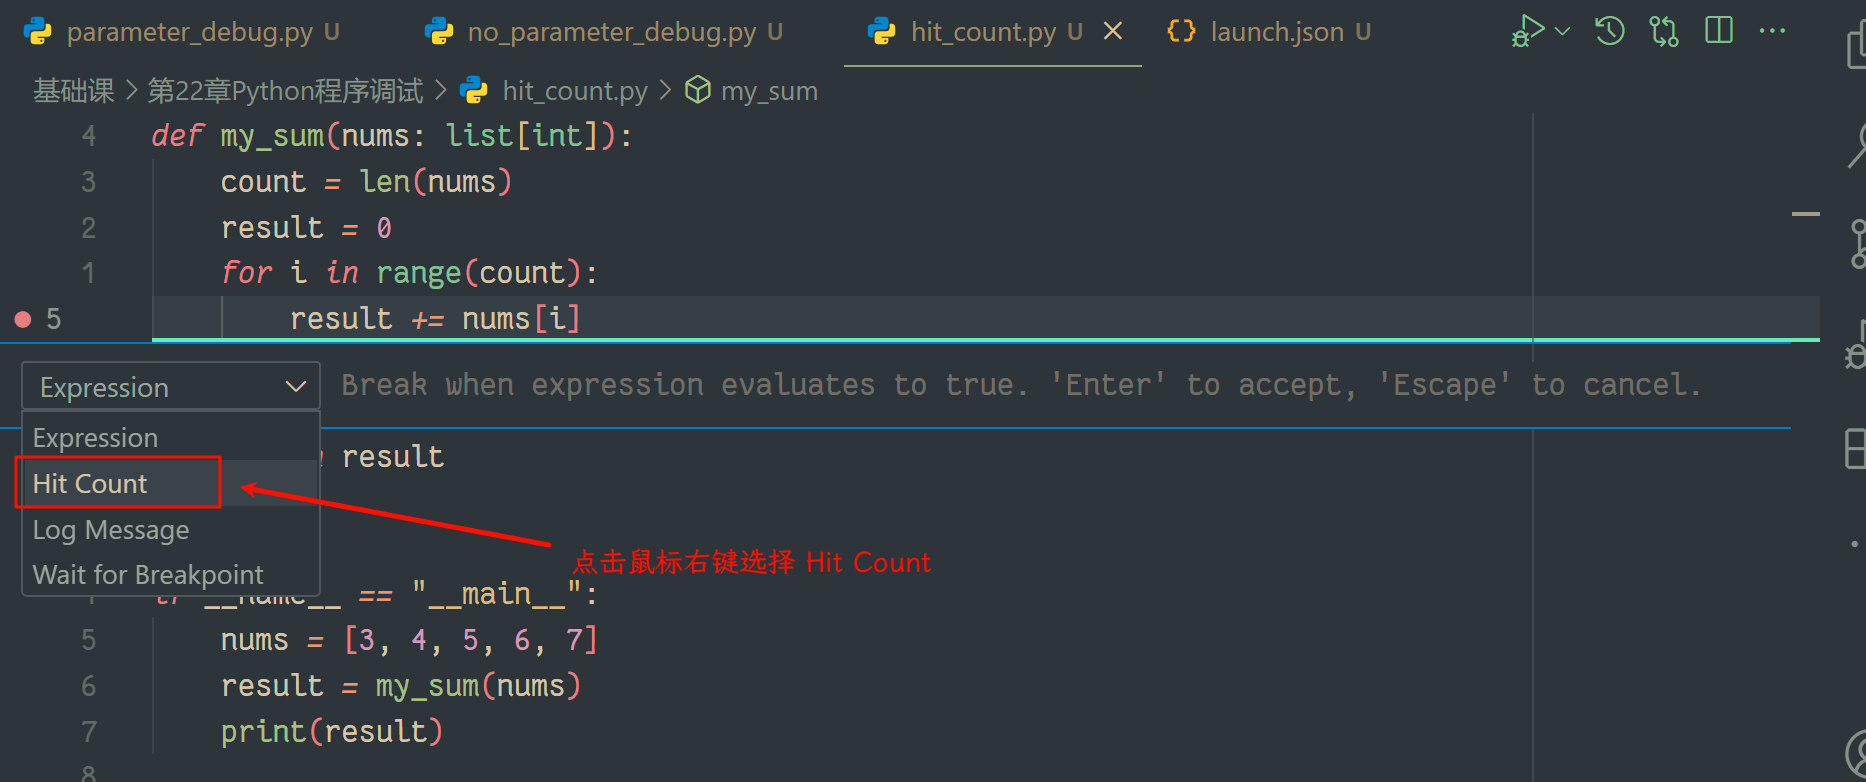 parameter_debug.py U
no_parameter_debug.py U
hit_count.py U
launch.json U
基础课 > 第22章Python程序调试 > hit_count.py > my_sum
4 def my_sum(nums: list[int]):
3 count = len(nums)
2 result = 0
1 for i in range(count):
5 result += nums[i]
Expression
Break when expression evaluates to true. 'Enter' to accept, 'Escape' to cancel.
Expression
result
Hit Count
Log Message
点击鼠标右键选择 Hit Count
Wait for Breakpoint
__name__ == "__main__":
5 nums = [3, 4, 5, 6, 7]
6 result = my_sum(nums)
7 print(result)
8